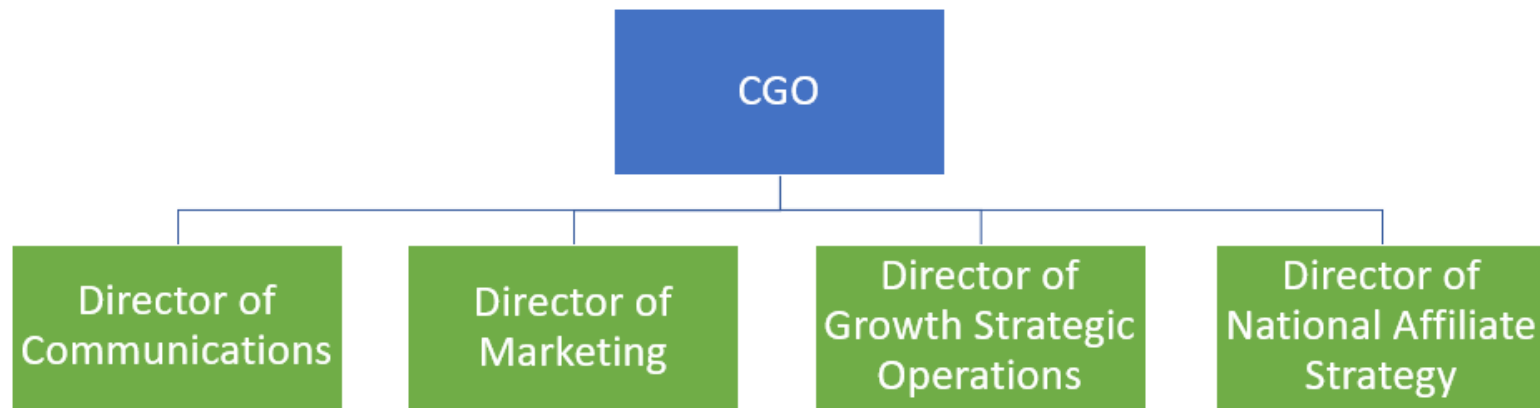 CGO
Director of
Communications
Director of
Marketing
Director of
Growth Strategic
Operations
Director of
National Affiliate
Strategy